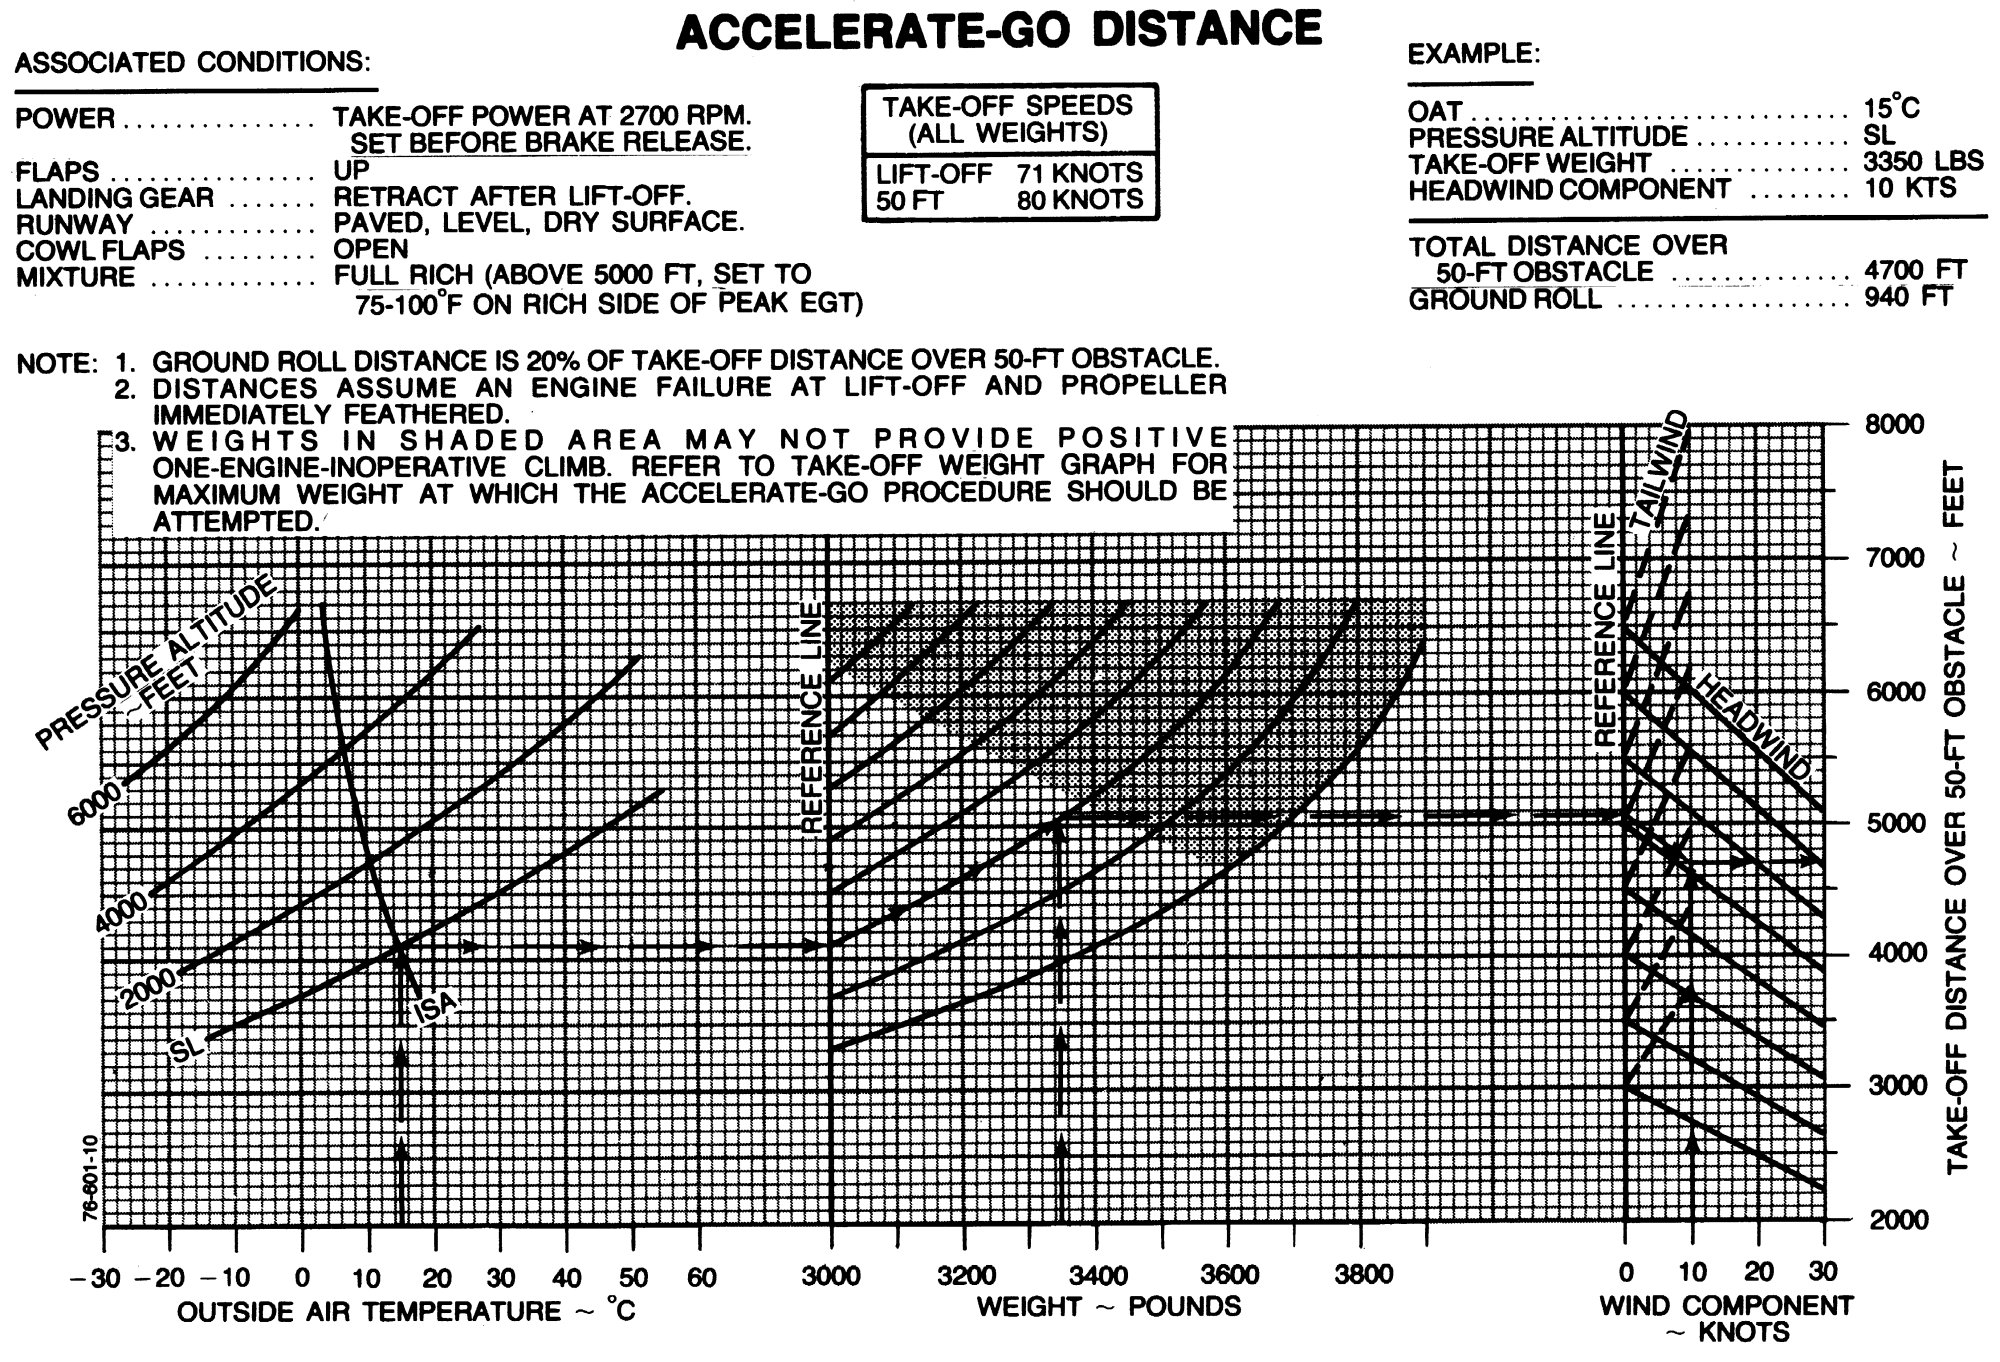 ACCELERATE-GO DISTANCE
ASSOCIATED CONDITIONS:
POWER ............... TAKE-OFF POWER AT 2700 RPM.
SET BEFORE BRAKE RELEASE.
FLAPS ................ UP
LANDING GEAR ....... RETRACT AFTER LIFT-OFF.
RUNWAY ............. PAVED, LEVEL, DRY SURFACE.
COWL FLAPS ......... OPEN
MIXTURE ............. FULL RICH (ABOVE 5000 FT, SET TO
75-100°F ON RICH SIDE OF PEAK EGT)
TAKE-OFF SPEEDS
(ALL WEIGHTS)
LIFT-OFF 71 KNOTS
50 FT 80 KNOTS
EXAMPLE:
OAT ............................. 15°C
PRESSURE ALTITUDE ............ SL
TAKE-OFF WEIGHT .............. 3350 LBS
HEADWIND COMPONENT ........ 10 KTS
TOTAL DISTANCE OVER
50-FT OBSTACLE .............. 4700 FT
GROUND ROLL .................. 940 FT
NOTE: 1. GROUND ROLL DISTANCE IS 20% OF TAKE-OFF DISTANCE OVER 50-FT OBSTACLE.
2. DISTANCES ASSUME AN ENGINE FAILURE AT LIFT-OFF AND PROPELLER
IMMEDIATELY FEATHERED.
3. WEIGHTS IN SHADED AREA MAY NOT PROVIDE POSITIVE
ONE-ENGINE-INOPERATIVE CLIMB. REFER TO TAKE-OFF WEIGHT GRAPH FOR
MAXIMUM WEIGHT AT WHICH THE ACCELERATE-GO PROCEDURE SHOULD BE
ATTEMPTED.
PRESSURE ALTITUDE
~FEET
6000
4000
2000
SL
ISA
REFERENCE LINE
REFERENCE LINE
TAILWIND
HEADWIND
8000
7000
6000
5000
4000
3000
2000
TAKE-OFF DISTANCE OVER 50-FT OBSTACLE ~ FEET
76-601-10
-30 -20 -10 0 10 20 30 40 50 60
OUTSIDE AIR TEMPERATURE ~ °C
3000 3200 3400 3600 3800
WEIGHT ~ POUNDS
0 10 20 30
WIND COMPONENT
~ KNOTS